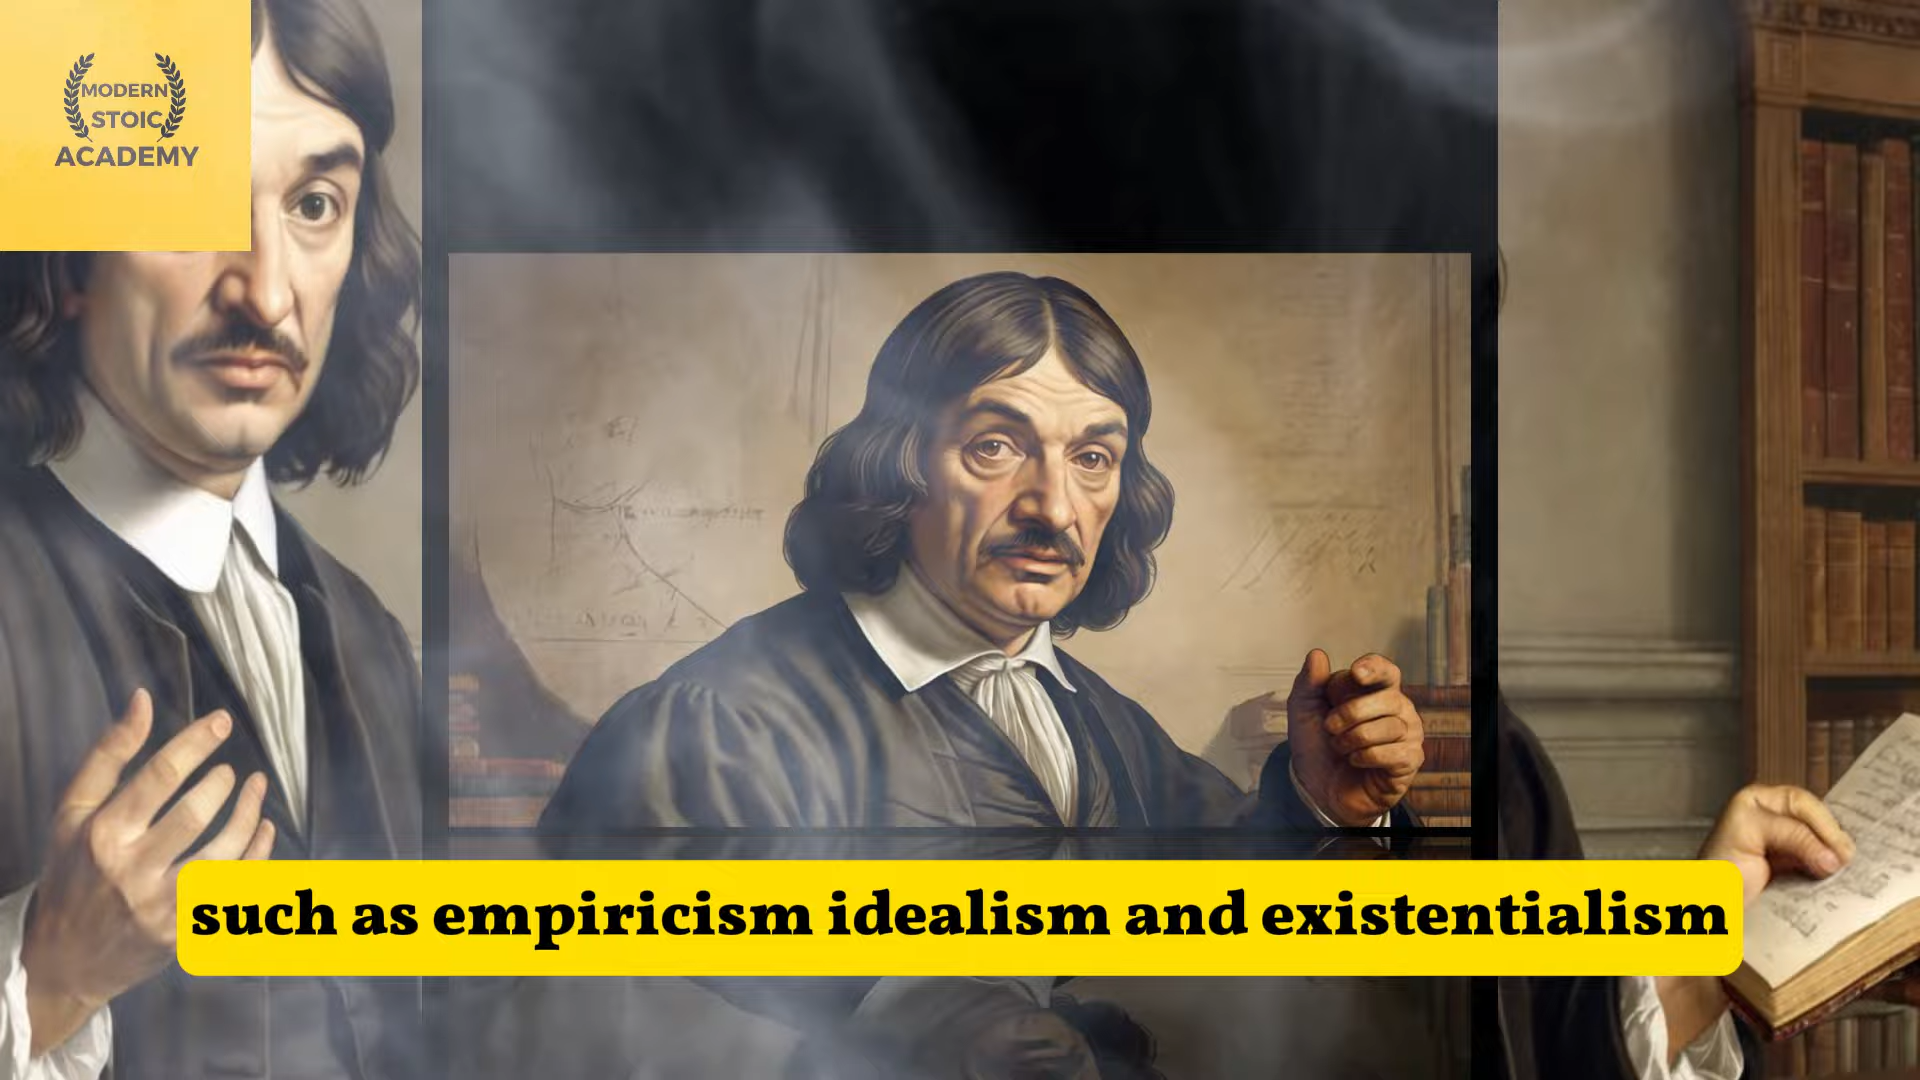 MODERN
STOIC
ACADEMY
such as empiricism idealism and existentialism